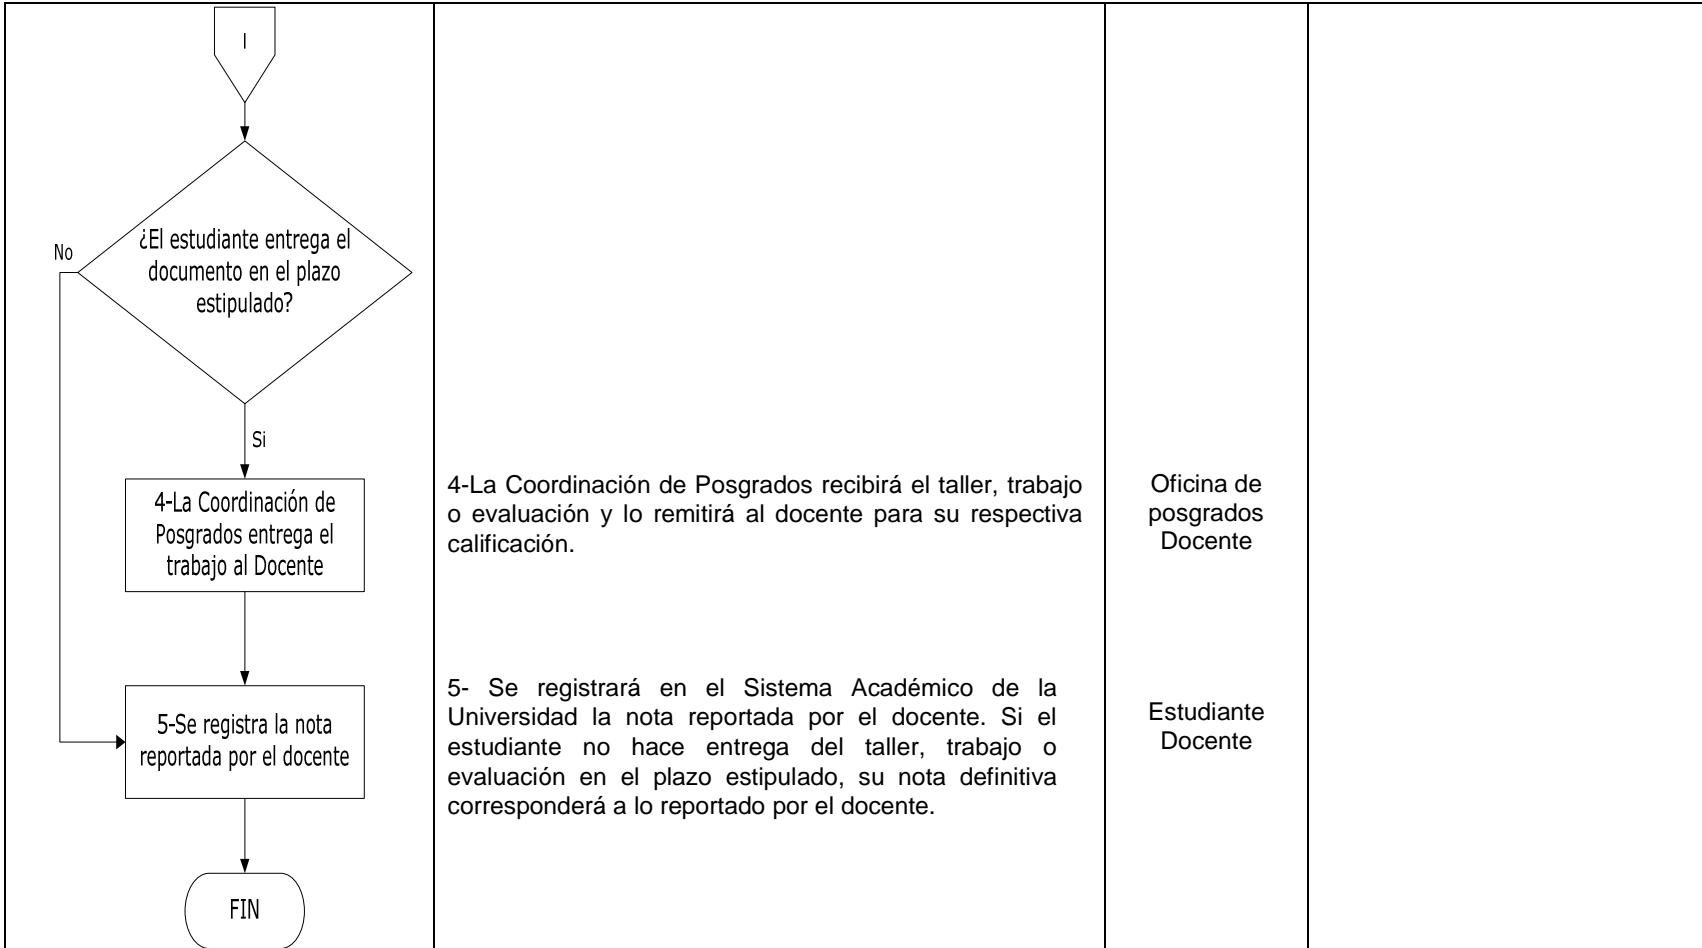 I
¿El estudiante entrega el
documento en el plazo
estipulado?
No
Si
4-La Coordinación de
Posgrados entrega el
trabajo al Docente
4-La Coordinación de Posgrados recibirá el taller, trabajo
o evaluación y lo remitirá al docente para su respectiva
calificación.
Oficina de
posgrados
Docente
5-Se registra la nota
reportada por el docente
5- Se registrará en el Sistema Académico de la
Universidad la nota reportada por el docente. Si el
estudiante no hace entrega del taller, trabajo o
evaluación en el plazo estipulado, su nota definitiva
corresponderá a lo reportado por el docente.
Estudiante
Docente
FIN